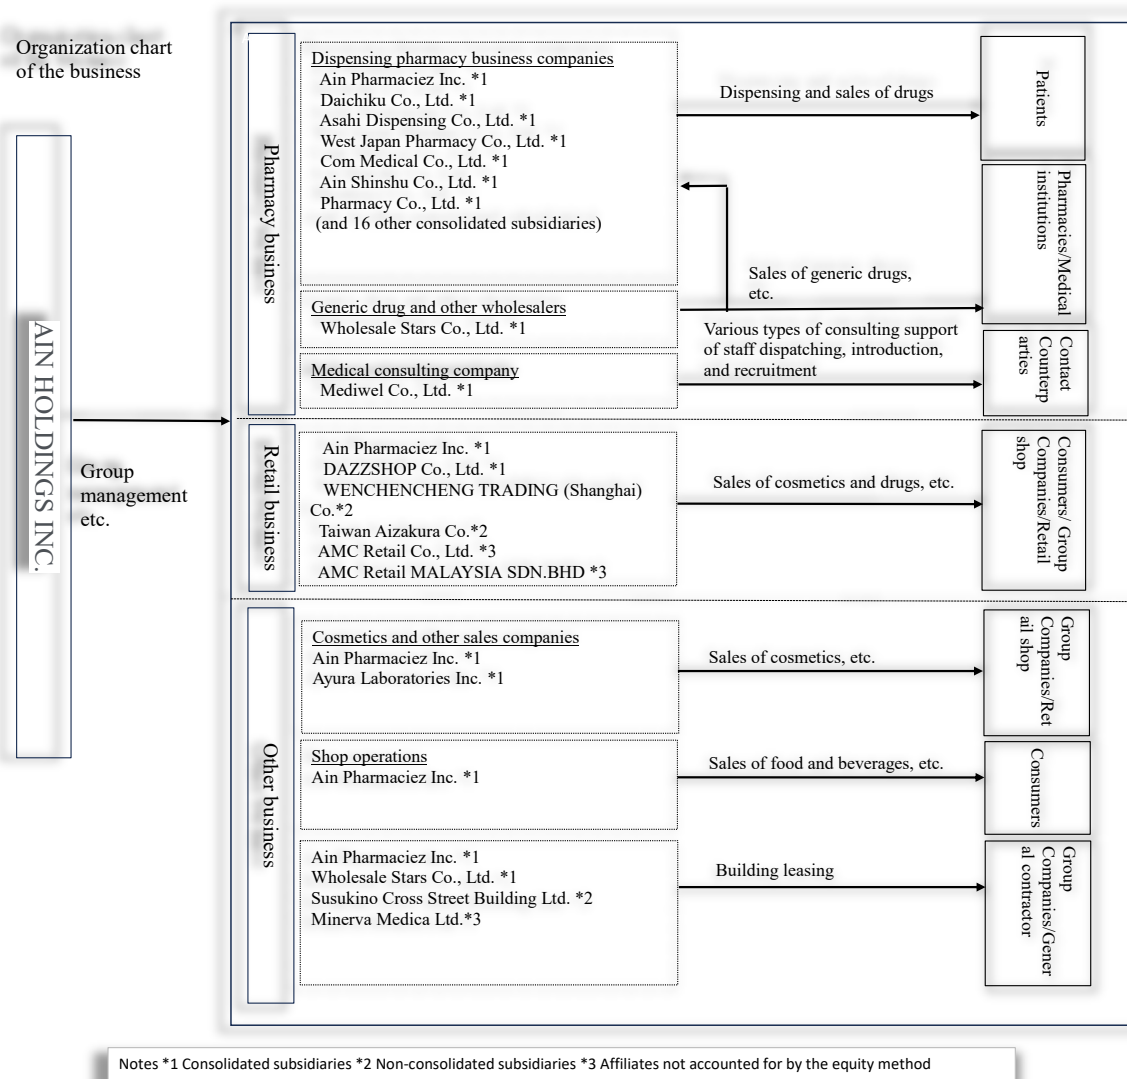 Organization chart
of the business
AIN HOLDINGS INC.
Group
management
etc.
Pharmacy business
Dispensing pharmacy business companies
Ain Pharmaciez Inc. *1
Daichiku Co., Ltd. *1
Asahi Dispensing Co., Ltd. *1
West Japan Pharmacy Co., Ltd. *1
Com Medical Co., Ltd. *1
Ain Shinshu Co., Ltd. *1
Pharmacy Co., Ltd. *1
(and 16 other consolidated subsidiaries)
Dispensing and sales of drugs
Patients
Generic drug and other wholesalers
Wholesale Stars Co., Ltd. *1
Sales of generic drugs,
etc.
Pharmacies/Medical
institutions
Medical consulting company
Mediwel Co., Ltd. *1
Various types of consulting support
of staff dispatching, introduction,
and recruitment
Contact
Counterp
arties
Retail business
Ain Pharmaciez Inc. *1
DAZZSHOP Co., Ltd. *1
WENCHENCHENG TRADING (Shanghai)
Co.*2
Taiwan Aizakura Co.*2
AMC Retail Co., Ltd. *3
AMC Retail MALAYSIA SDN.BHD *3
Sales of cosmetics and drugs, etc.
Consumers/ Group
Companies/Retail
shop
Other business
Cosmetics and other sales companies
Ain Pharmaciez Inc. *1
Ayura Laboratories Inc. *1
Sales of cosmetics, etc.
Group
Companies/Ret
ail shop
Shop operations
Ain Pharmaciez Inc. *1
Sales of food and beverages, etc.
Consumers
Ain Pharmaciez Inc. *1
Wholesale Stars Co., Ltd. *1
Susukino Cross Street Building Ltd. *2
Minerva Medica Ltd.*3
Building leasing
Group
Companies/Gener
al contractor
Notes *1 Consolidated subsidiaries *2 Non-consolidated subsidiaries *3 Affiliates not accounted for by the equity method